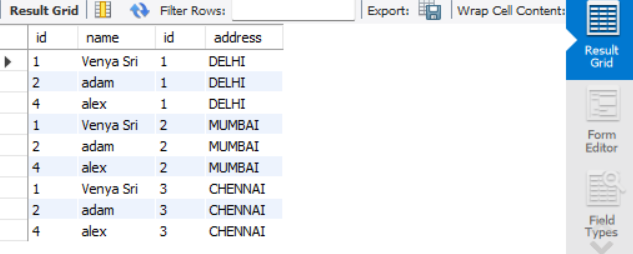 Result Grid Filter Rows: Export: Wrap Cell Content:
id name id address
1 Venya Sri 1 DELHI
2 adam 1 DELHI
4 alex 1 DELHI
1 Venya Sri 2 MUMBAI
2 adam 2 MUMBAI
4 alex 2 MUMBAI
1 Venya Sri 3 CHENNAI
2 adam 3 CHENNAI
4 alex 3 CHENNAI
Result
Grid
Form
Editor
Field
Types